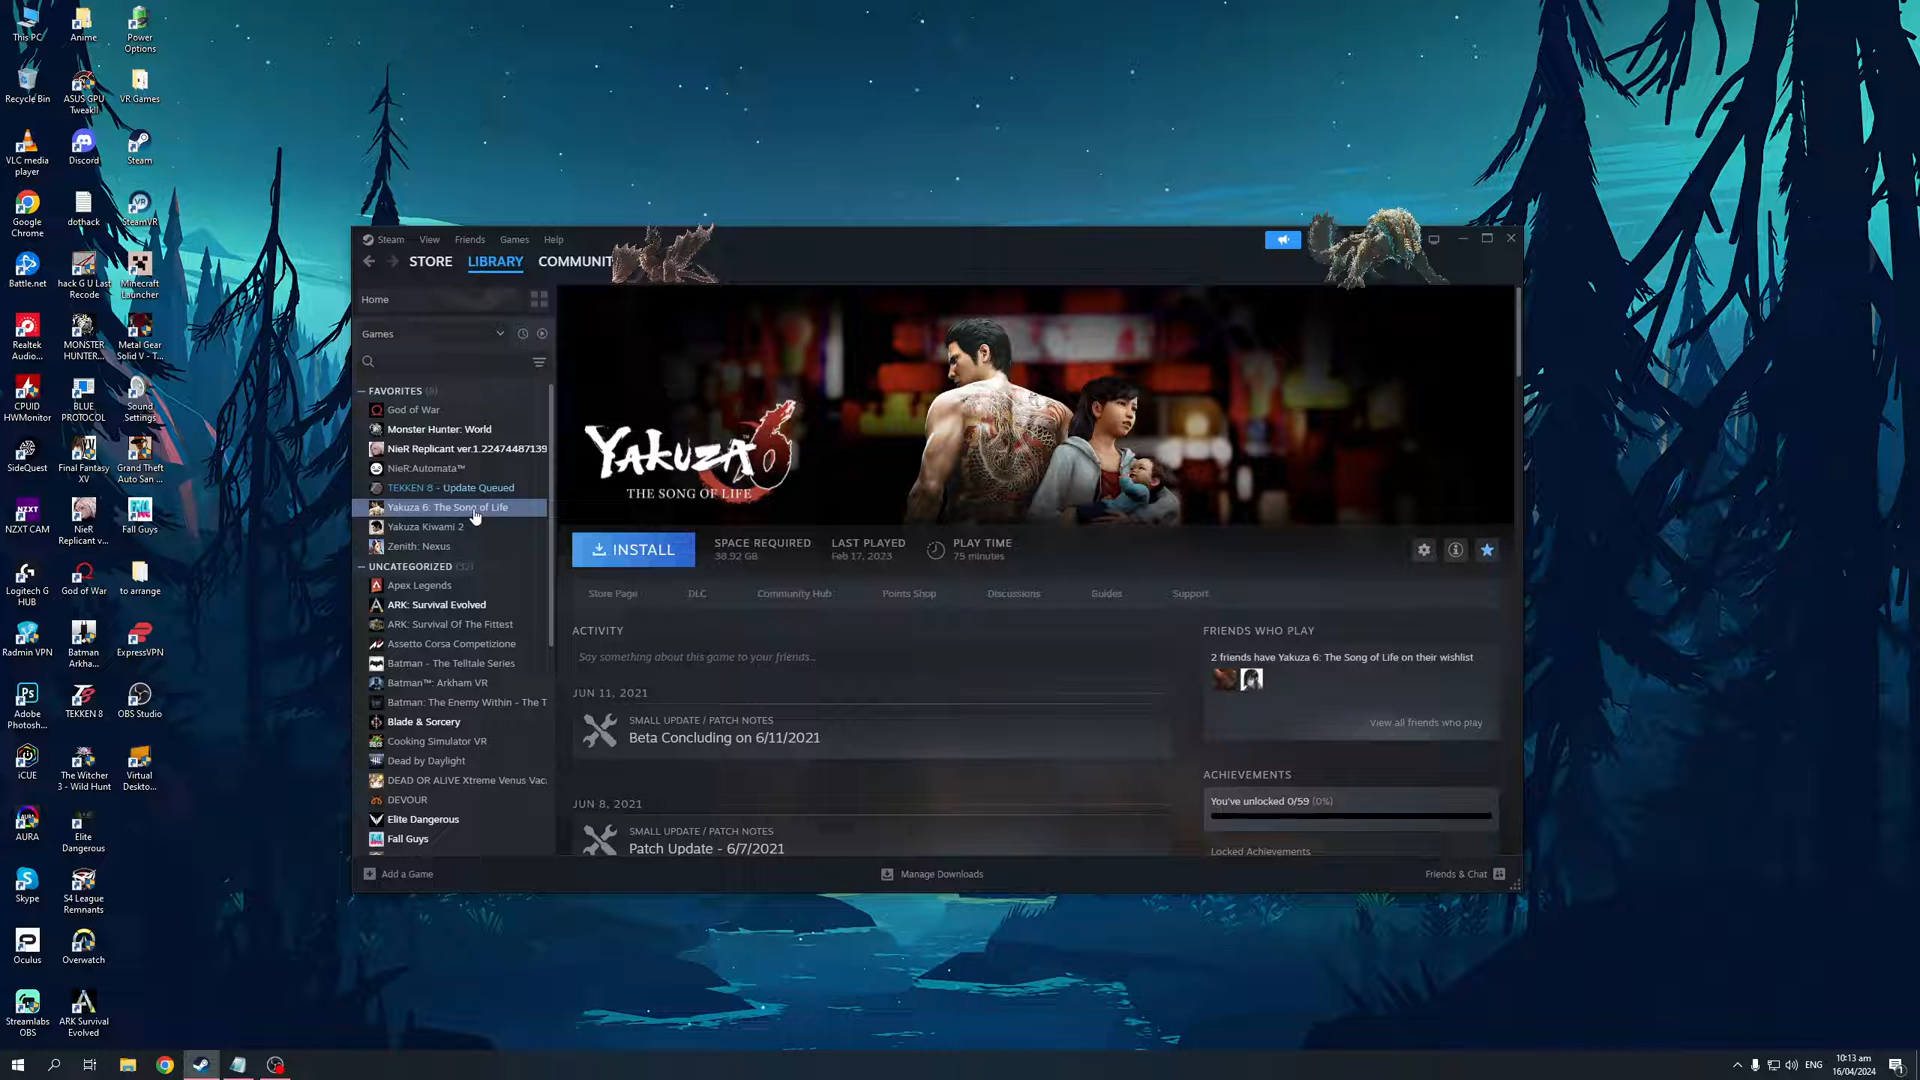 This PC
Anime
Power
Options
Recycle Bin
ASUS GPU
TweakII
VR Games
VLC media
player
Discord
Steam
Google
Chrome
dothack
SteamVR
Battle.net
hack G U Last
Recode
Minecraft
Launcher
Realtek
Audio...
MONSTER
HUNTER...
Metal Gear
Solid V - T...
CPUID
HWMonitor
BLUE
PROTOCOL
Sound
Settings
SideQuest
Final Fantasy
XV
Grand Theft
Auto San ...
NZXT CAM
NieR
Replicant v...
Fall Guys
Logitech G
HUB
God of War
to arrange
Radmin VPN
Batman
Arkha...
ExpressVPN
Adobe
Photosh...
TEKKEN 8
OBS Studio
iCUE
The Witcher
3 - Wild Hunt
Virtual
Deskto...
AURA
Elite
Dangerous
Skype
S4 League
Remnants
Oculus
Overwatch
Streamlabs
OBS
ARK Survival
Evolved
Steam View Friends Games Help
STORE LIBRARY COMMUNIT
Home
Games
FAVORITES (8)
God of War
Monster Hunter: World
NieR Replicant ver.1.22474487139
NieR:Automata™
TEKKEN 8 - Update Queued
Yakuza 6: The Song of Life
Yakuza Kiwami 2
Zenith: Nexus
UNCATEGORIZED (32)
Apex Legends
ARK: Survival Evolved
ARK: Survival Of The Fittest
Assetto Corsa Competizione
Batman - The Telltale Series
Batman™: Arkham VR
Batman: The Enemy Within - The T
Blade & Sorcery
Cooking Simulator VR
Dead by Daylight
DEAD OR ALIVE Xtreme Venus Vac
DEVOUR
Elite Dangerous
Fall Guys
YAKUZA 6
THE SONG OF LIFE
INSTALL
SPACE REQUIRED
38.92 GB
LAST PLAYED
Feb 17, 2023
PLAY TIME
75 minutes
Store Page DLC Community Hub Points Shop Discussions Guides Support
ACTIVITY
Say something about this game to your friends...
JUN 11, 2021
SMALL UPDATE / PATCH NOTES
Beta Concluding on 6/11/2021
JUN 8, 2021
SMALL UPDATE / PATCH NOTES
Patch Update - 6/7/2021
FRIENDS WHO PLAY
2 friends have Yakuza 6: The Song of Life on their wishlist
View all friends who play
ACHIEVEMENTS
You've unlocked 0/59 (0%)
Locked Achievements
Add a Game
Manage Downloads
Friends & Chat
ENG
10:13 am
16/04/2024